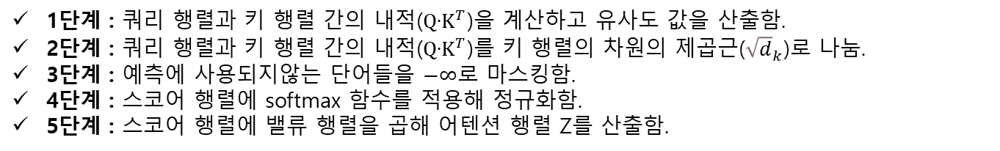 ✓ 1단계 : 쿼리 행렬과 키 행렬 간의 내적(Q·K^T)을 계산하고 유사도 값을 산출함.
✓ 2단계 : 쿼리 행렬과 키 행렬 간의 내적(Q·K^T)를 키 행렬의 차원의 제곱근(√d_k)로 나눔.
✓ 3단계 : 예측에 사용되지않는 단어들을 −∞로 마스킹함.
✓ 4단계 : 스코어 행렬에 softmax 함수를 적용해 정규화함.
✓ 5단계 : 스코어 행렬에 밸류 행렬을 곱해 어텐션 행렬 Z를 산출함.